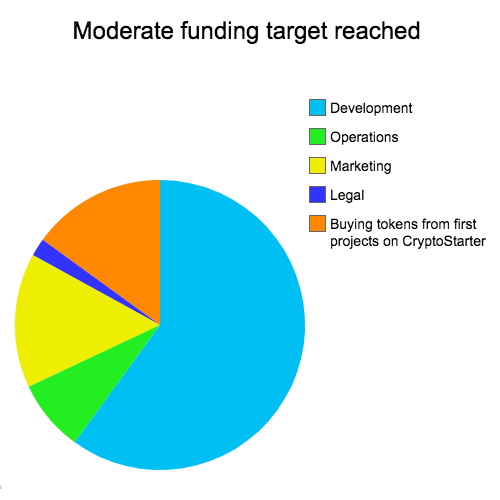 Moderate funding target reached
Development
Operations
Marketing
Legal
Buying tokens from first
projects on CryptoStarter